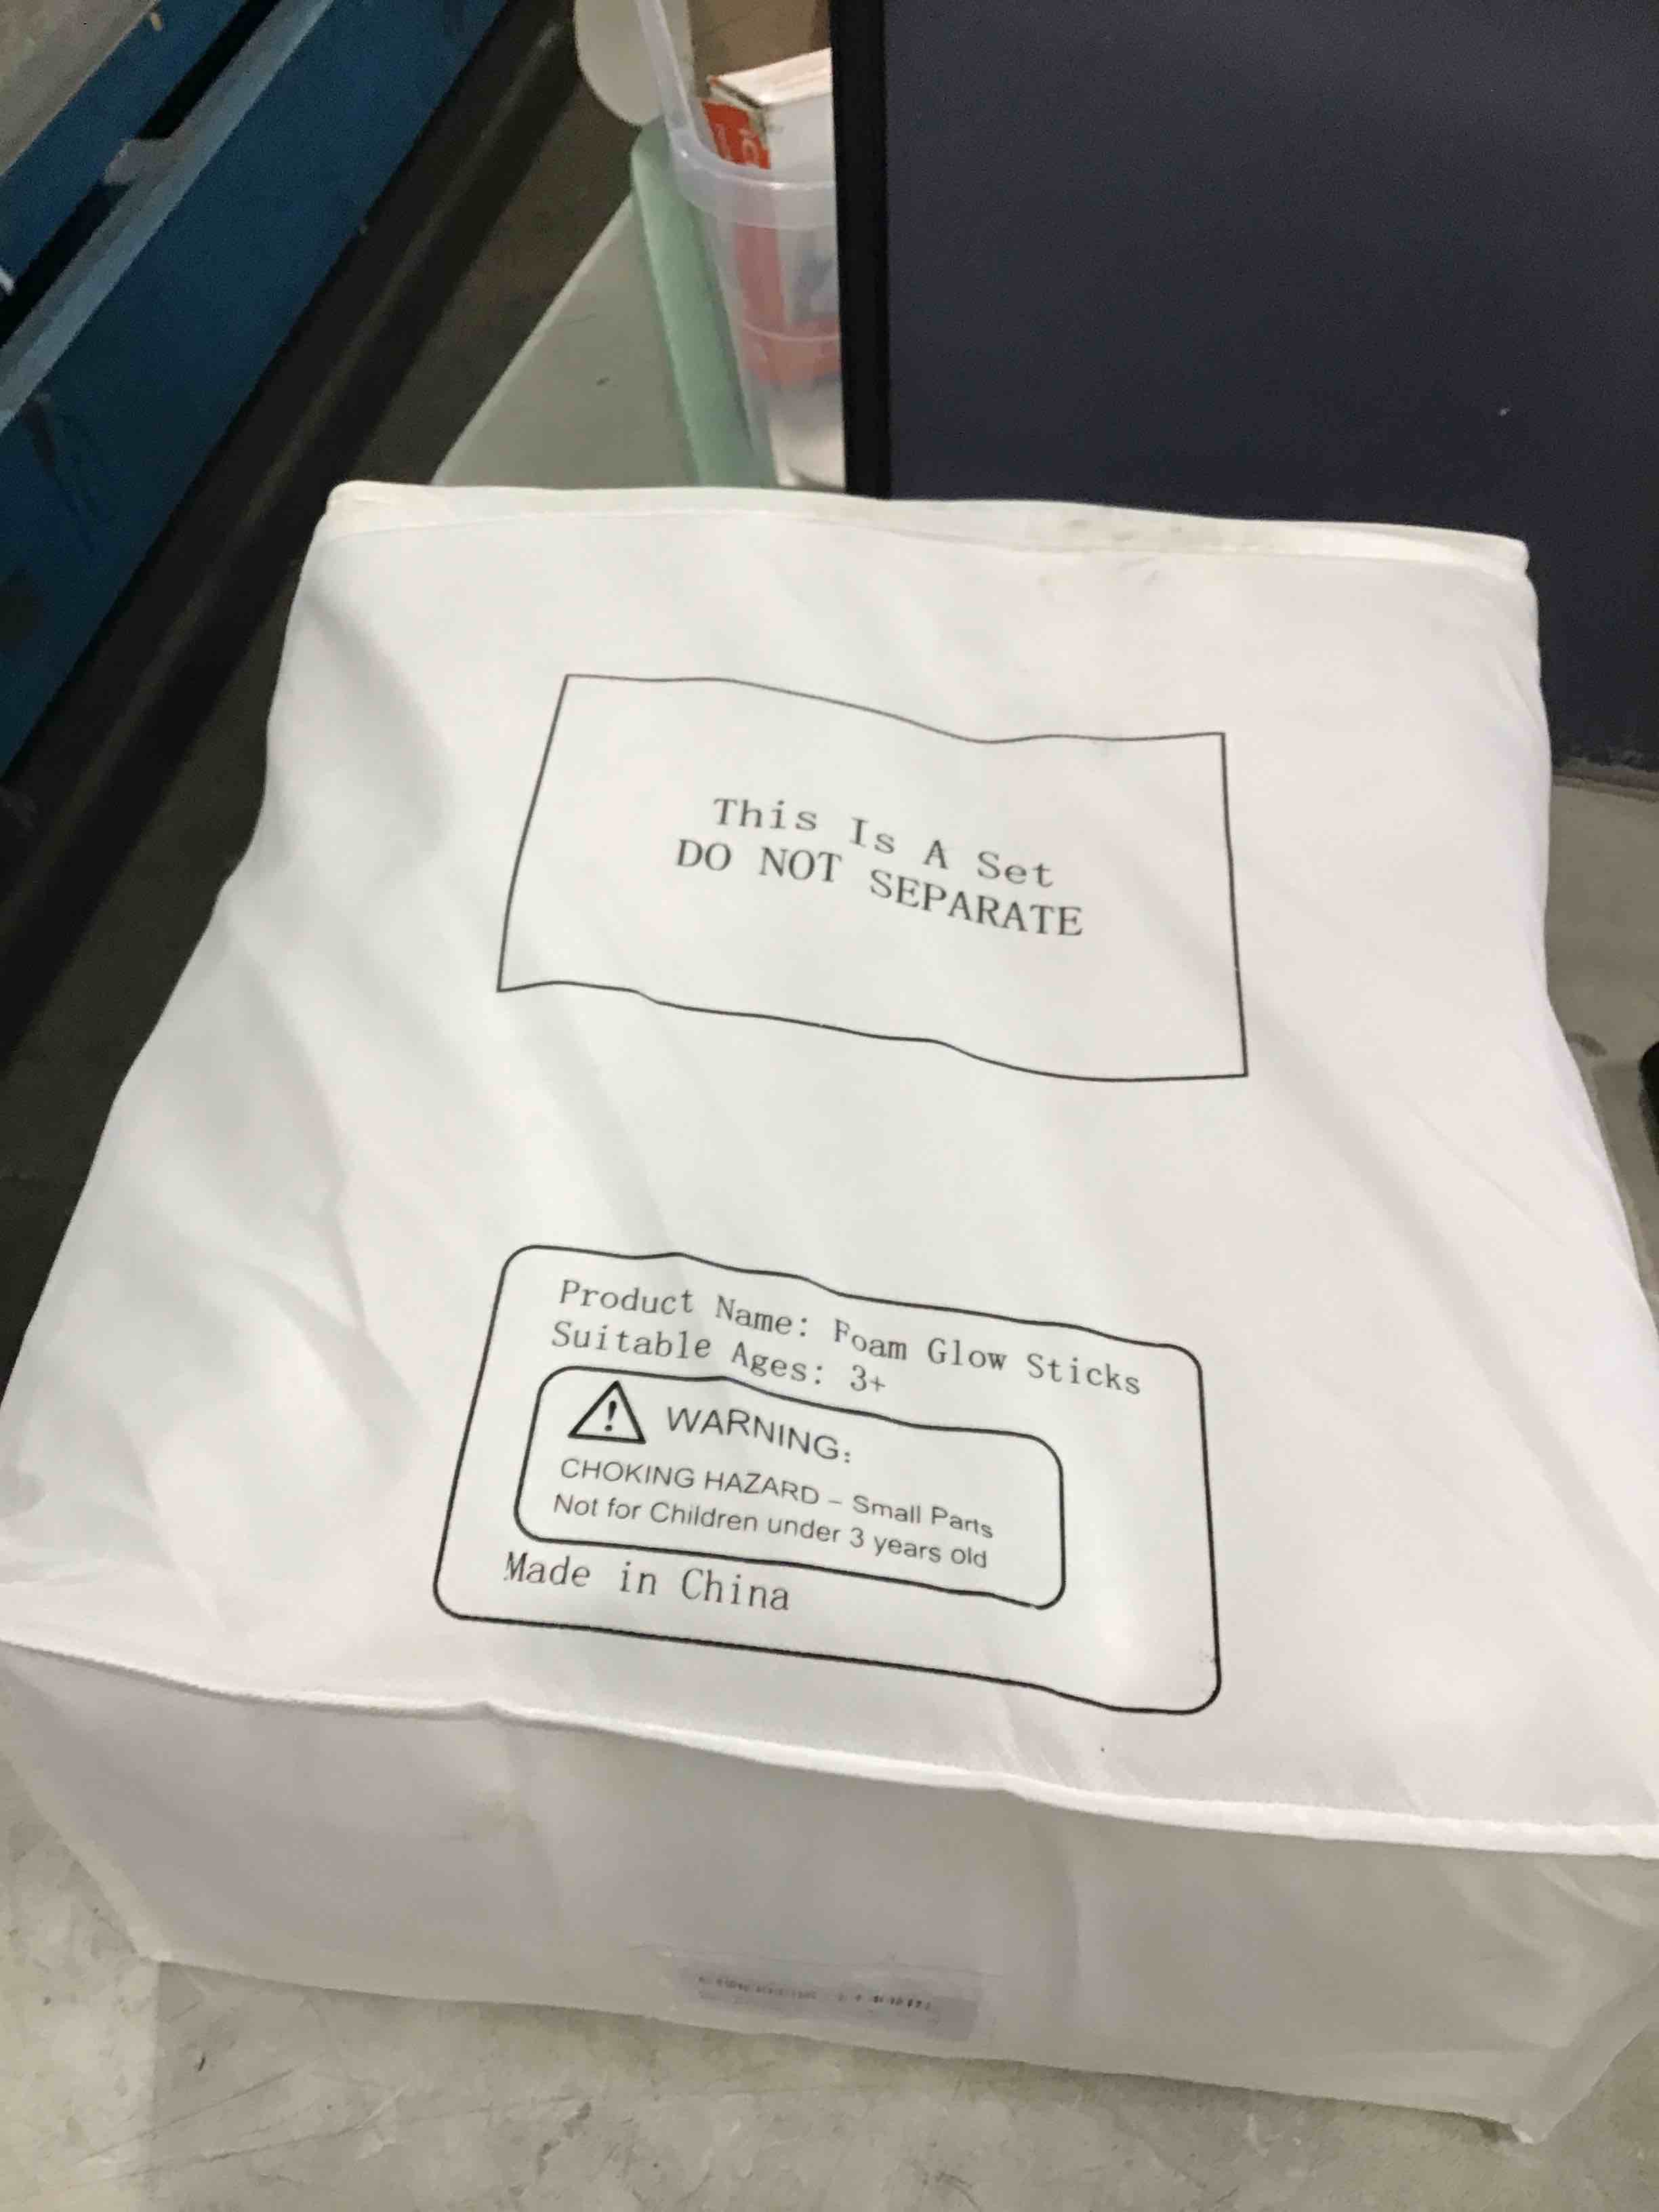 This Is A Set
DO NOT SEPARATE
Product Name: Foam Glow Sticks
Suitable Ages: 3+
WARNING:
CHOKING HAZARD – Small Parts
Not for Children under 3 years old
Made in China